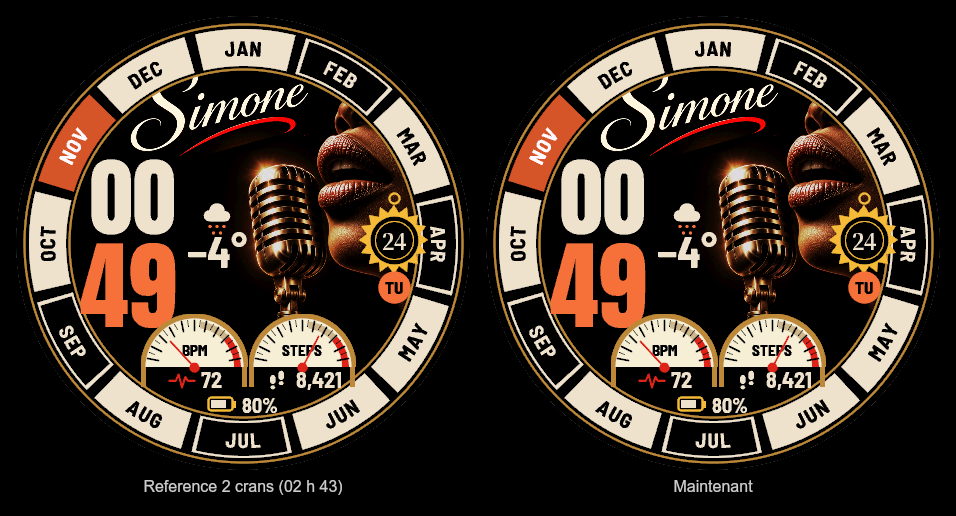 JAN
FEB
MAR
APR
MAY
JUN
JUL
AUG
SEP
OCT
NOV
DEC
Simone
00
49
-4°
24
TU
BPM
STEPS
72
8,421
80%
Reference 2 crans (02 h 43)
JAN
FEB
MAR
APR
MAY
JUN
JUL
AUG
SEP
OCT
NOV
DEC
Simone
00
49
-4°
24
TU
BPM
STEPS
72
8,421
80%
Maintenant